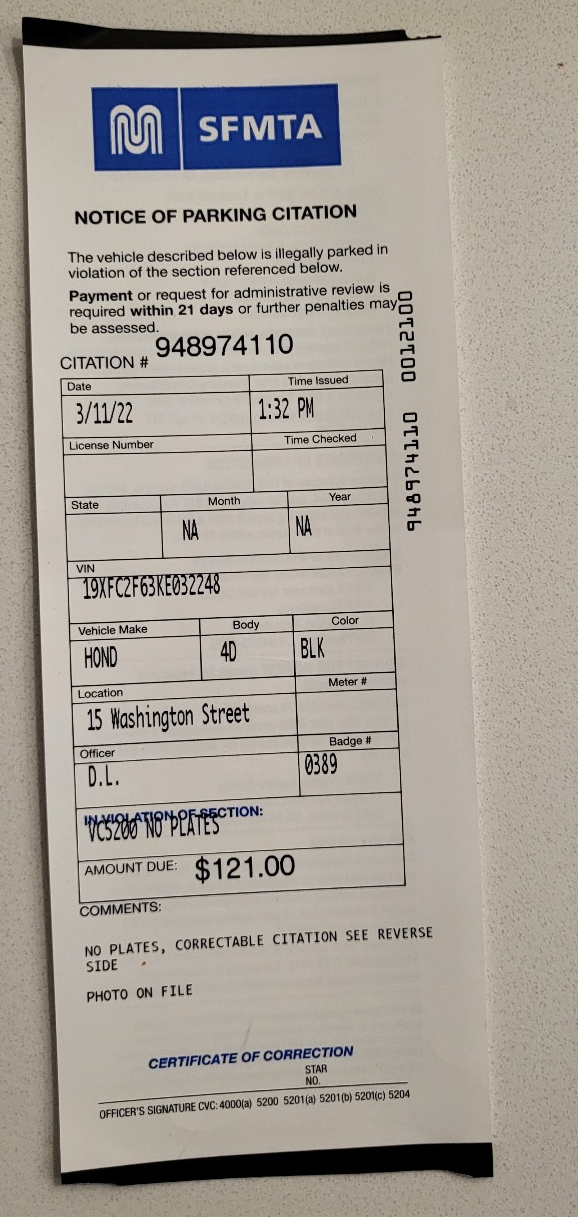 SFMTA
NOTICE OF PARKING CITATION
The vehicle described below is illegally parked in
violation of the section referenced below.
Payment or request for administrative review is
required within 21 days or further penalties may
be assessed.
CITATION # 948974110
Date Time Issued
3/11/22 1:32 PM
License Number Time Checked
State Month Year
NA NA
VIN
19XFC2F63KE032248
Vehicle Make Body Color
HOND 4D BLK
Location Meter #
15 Washington Street
Officer Badge #
D.L. 0389
IN VIOLATION OF SECTION:
VC5200 NO PLATES
AMOUNT DUE: $121.00
COMMENTS:
NO PLATES, CORRECTABLE CITATION SEE REVERSE
SIDE
PHOTO ON FILE
CERTIFICATE OF CORRECTION
STAR
NO.
OFFICER'S SIGNATURE CVC: 4000(a) 5200 5201(a) 5201(b) 5201(c) 5204
948974110 0012100